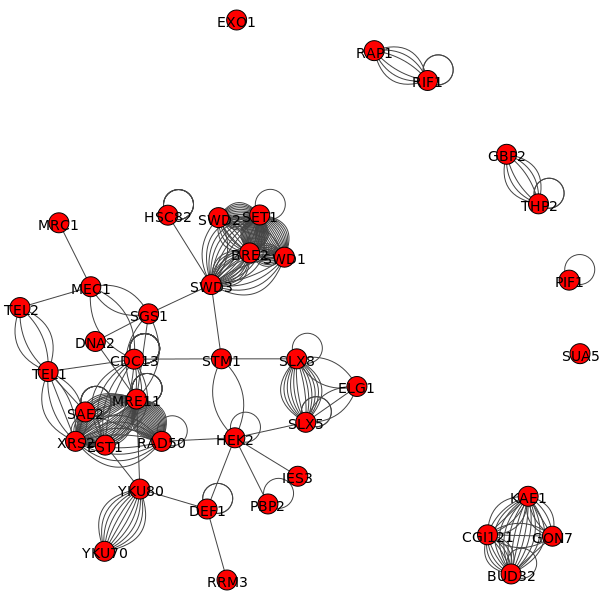 EXO1
RAP1
RIF1
GBP2
THP2
HSC82
SWD2
SET1
MRC1
BRE2
SWD1
PIF1
MEC1
SWD3
TEL2
SGS1
DNA2
SUA5
CDC13
STM1
SLX8
TEL1
ELG1
MRE11
SAE2
SLX5
XRS2
EST1
RAD50
HEK2
IES3
YKU80
PBP2
KAE1
DEF1
CGI121
GON7
YKU70
BUD32
RRM3